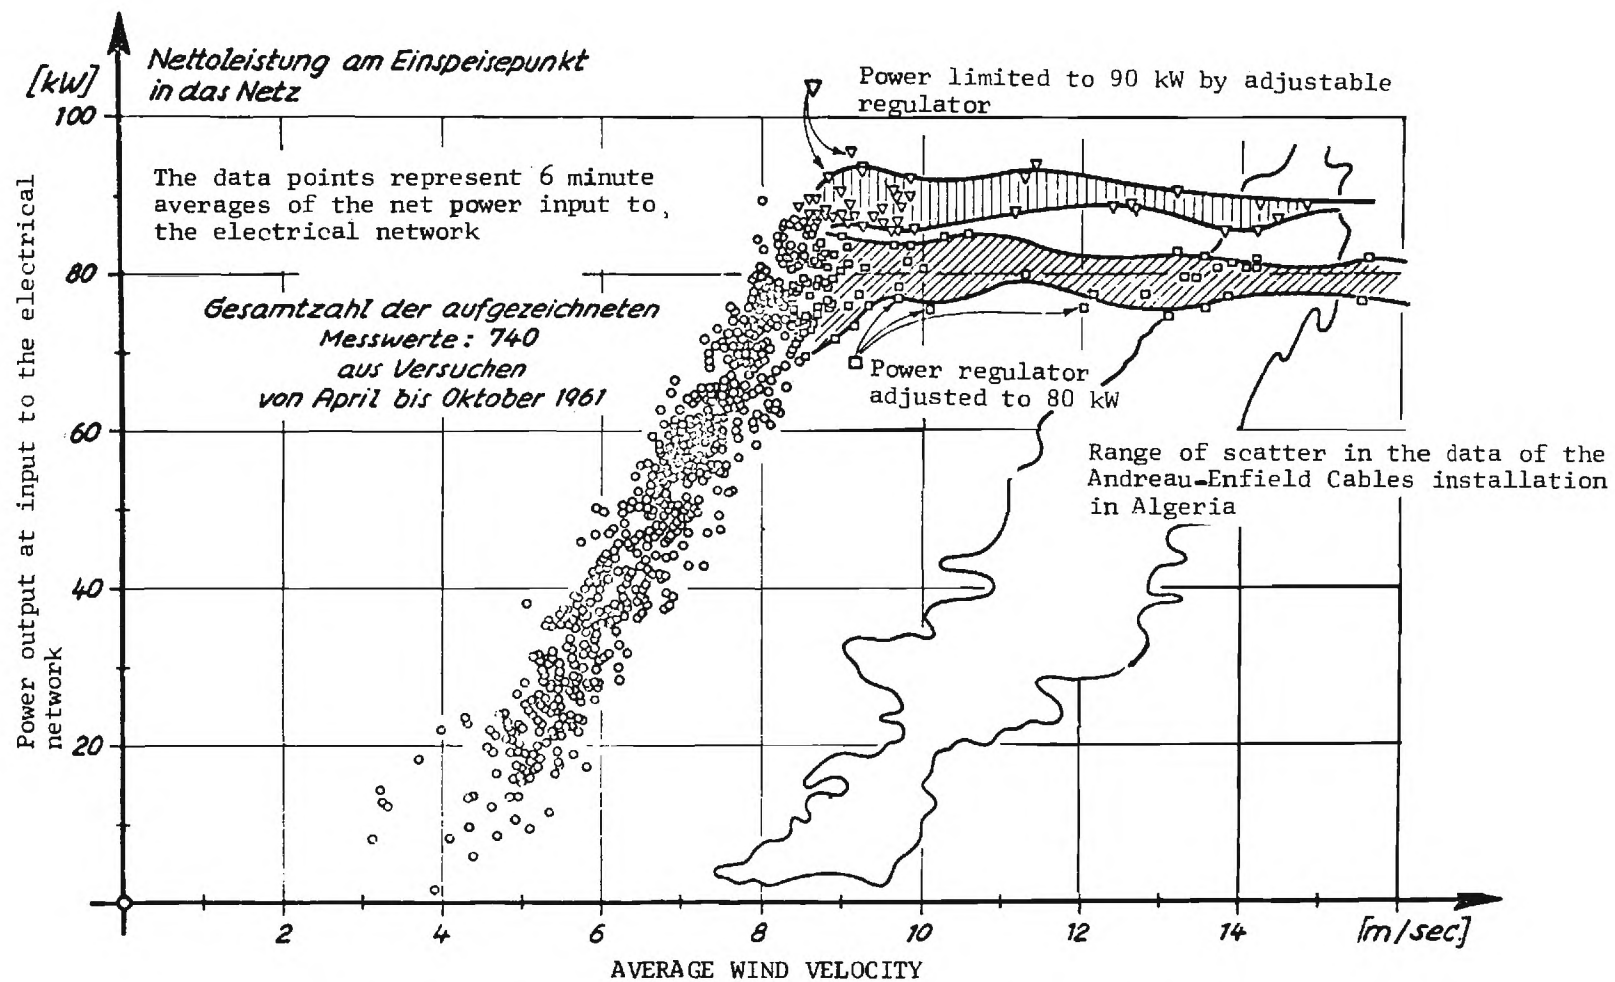 Nettoleistung am Einspeisepunkt
in das Netz
[kW]
Power limited to 90 kW by adjustable
regulator
100
The data points represent 6 minute
averages of the net power input to
the electrical network
80
Gesamtzahl der aufgezeichneten
Messwerte: 740
aus Versuchen
von April bis Oktober 1961
Power regulator
adjusted to 80 kW
60
Range of scatter in the data of the
Andreau-Enfield Cables installation
in Algeria
40
20
Power output at input to the electrical
network
2 4 6 8 10 12 14 [m/sec.]
AVERAGE WIND VELOCITY